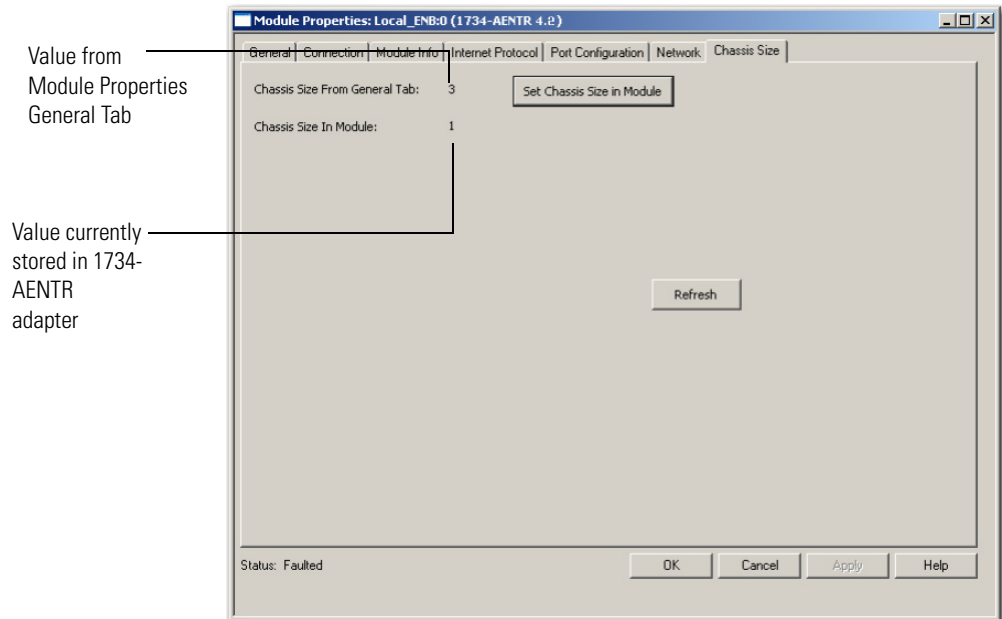 Module Properties: Local_ENB:0 (1734-AENTR 4.2)
General
Connection
Module Info
Internet Protocol
Port Configuration
Network
Chassis Size
Value from
Module Properties
General Tab
Chassis Size From General Tab: 3
Set Chassis Size in Module
Chassis Size In Module: 1
Value currently
stored in 1734-
AENTR
adapter
Refresh
Status: Faulted
OK
Cancel
Apply
Help